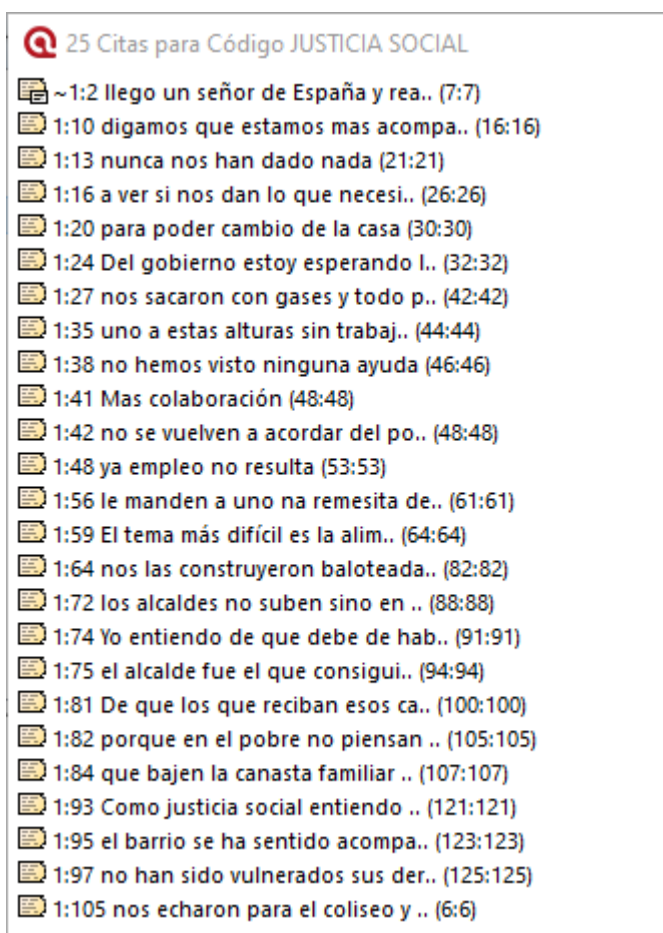 25 Citas para Código JUSTICIA SOCIAL
~1:2 llego un señor de España y rea.. (7:7)
1:10 digamos que estamos mas acompa.. (16:16)
1:13 nunca nos han dado nada (21:21)
1:16 a ver si nos dan lo que necesi.. (26:26)
1:20 para poder cambio de la casa (30:30)
1:24 Del gobierno estoy esperando l.. (32:32)
1:27 nos sacaron con gases y todo p.. (42:42)
1:35 uno a estas alturas sin trabaj.. (44:44)
1:38 no hemos visto ninguna ayuda (46:46)
1:41 Mas colaboración (48:48)
1:42 no se vuelven a acordar del po.. (48:48)
1:48 ya empleo no resulta (53:53)
1:56 le manden a uno na remesita de.. (61:61)
1:59 El tema más difícil es la alim.. (64:64)
1:64 nos las construyeron baloteada.. (82:82)
1:72 los alcaldes no suben sino en .. (88:88)
1:74 Yo entiendo de que debe de hab.. (91:91)
1:75 el alcalde fue el que consigui.. (94:94)
1:81 De que los que reciban esos ca.. (100:100)
1:82 porque en el pobre no piensan .. (105:105)
1:84 que bajen la canasta familiar .. (107:107)
1:93 Como justicia social entiendo .. (121:121)
1:95 el barrio se ha sentido acompa.. (123:123)
1:97 no han sido vulnerados sus der.. (125:125)
1:105 nos echaron para el coliseo y .. (6:6)